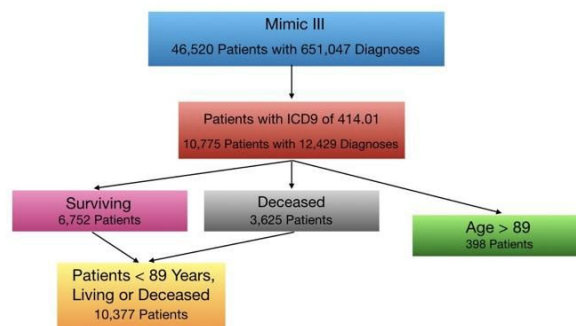 Mimic III
46,520 Patients with 651,047 Diagnoses
Patients with ICD9 of 414.01
10,775 Patients with 12,429 Diagnoses
Surviving
6,752 Patients
Deceased
3,625 Patients
Age > 89
398 Patients
Patients < 89 Years,
Living or Deceased
10,377 Patients